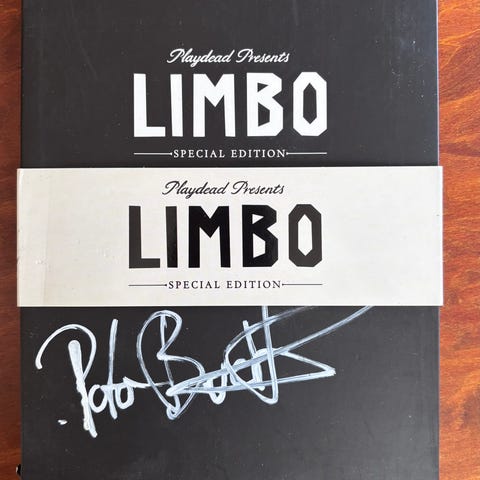 Playdead Presents
LIMBO
SPECIAL EDITION
Playdead Presents
LIMBO
SPECIAL EDITION